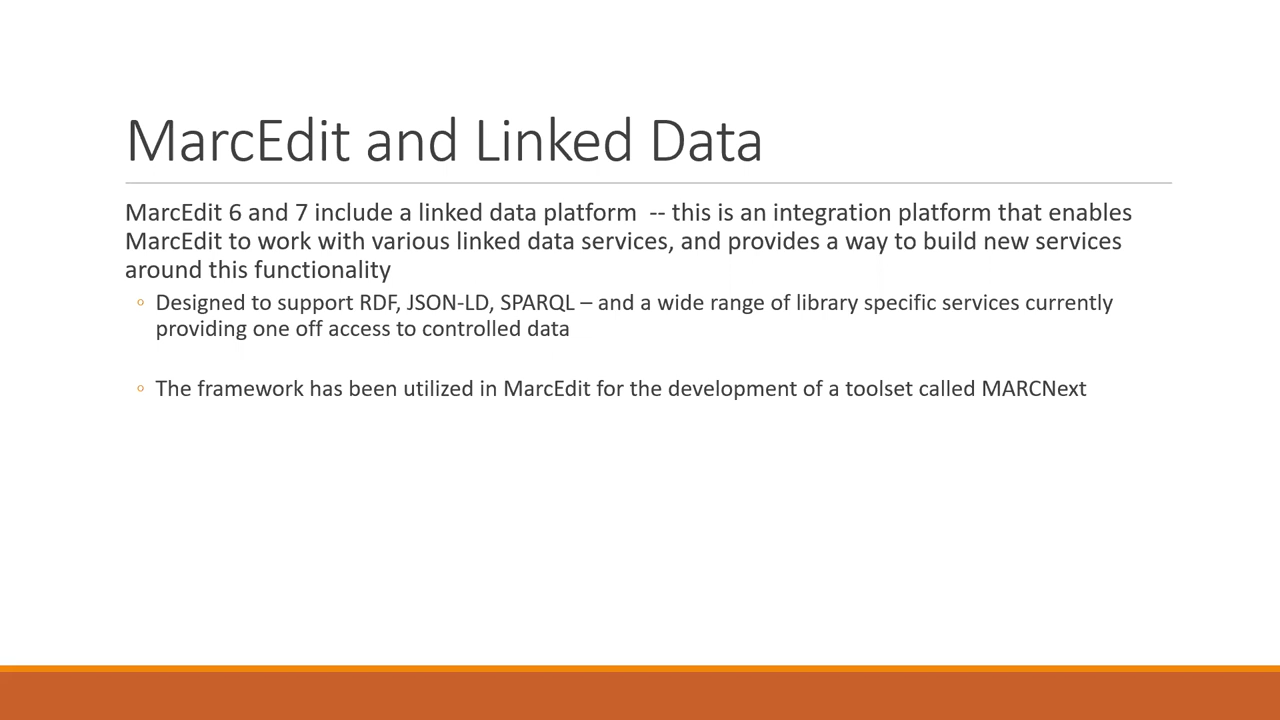 MarcEdit and Linked Data
MarcEdit 6 and 7 include a linked data platform  -- this is an integration platform that enables
MarcEdit to work with various linked data services, and provides a way to build new services
around this functionality
◦ Designed to support RDF, JSON-LD, SPARQL – and a wide range of library specific services currently
providing one off access to controlled data
◦ The framework has been utilized in MarcEdit for the development of a toolset called MARCNext